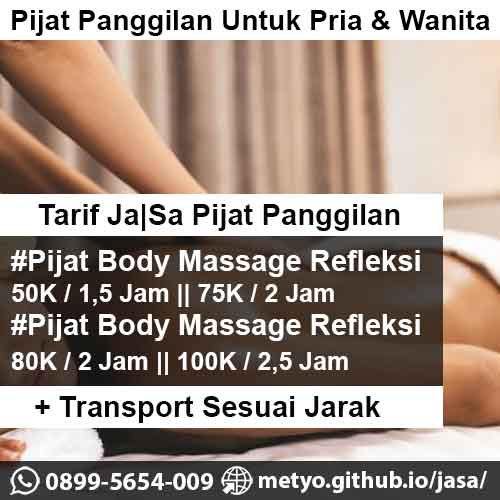 Pijat Panggilan Untuk Pria & Wanita
Tarif Ja|Sa Pijat Panggilan
#Pijat Body Massage Refleksi
50K / 1,5 Jam || 75K / 2 Jam
#Pijat Body Massage Refleksi
80K / 2 Jam || 100K / 2,5 Jam
+ Transport Sesuai Jarak
0899-5654-009 metyo.github.io/jasa/